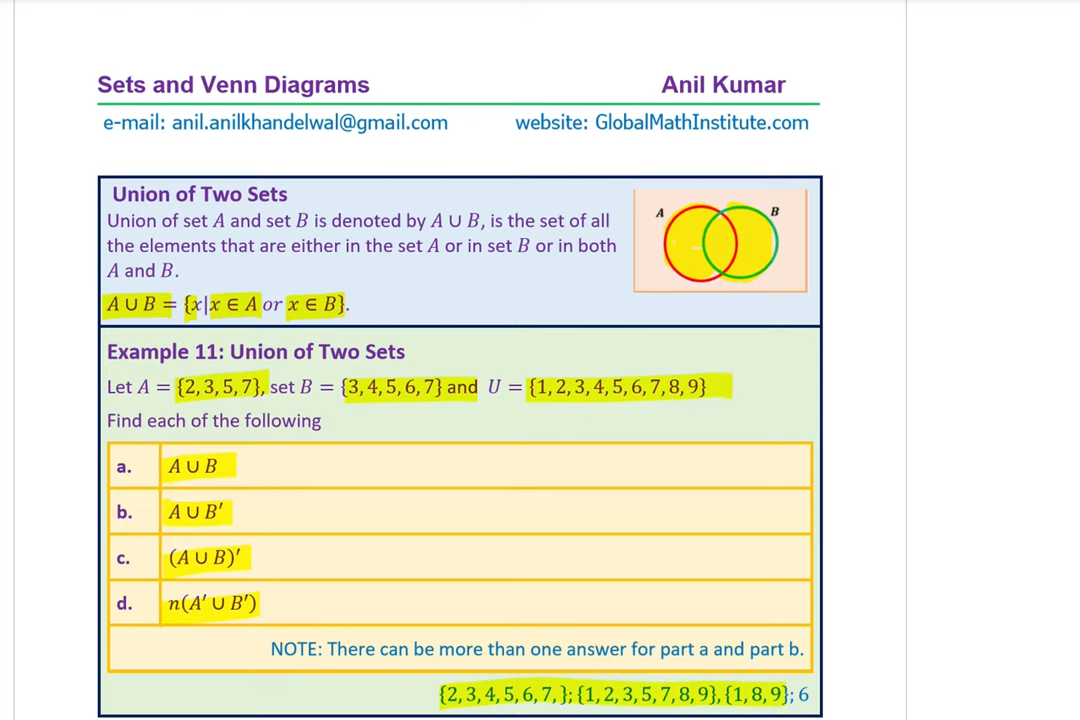 Sets and Venn Diagrams Anil Kumar
e-mail: anil.anilkhandelwal@gmail.com website: GlobalMathInstitute.com
Union of Two Sets
Union of set A and set B is denoted by A ∪ B, is the set of all
the elements that are either in the set A or in set B or in both
A and B.
A ∪ B = {x|x ∈ A or x ∈ B}.
A B
Example 11: Union of Two Sets
Let A = {2, 3, 5, 7}, set B = {3, 4, 5, 6, 7} and U = {1, 2, 3, 4, 5, 6, 7, 8, 9}
Find each of the following
a. A ∪ B
b. A ∪ B′
c. (A ∪ B)′
d. n(A′ ∪ B′)
NOTE: There can be more than one answer for part a and part b.
{2, 3, 4, 5, 6, 7, }; {1, 2, 3, 5, 7, 8, 9}, {1, 8, 9}; 6